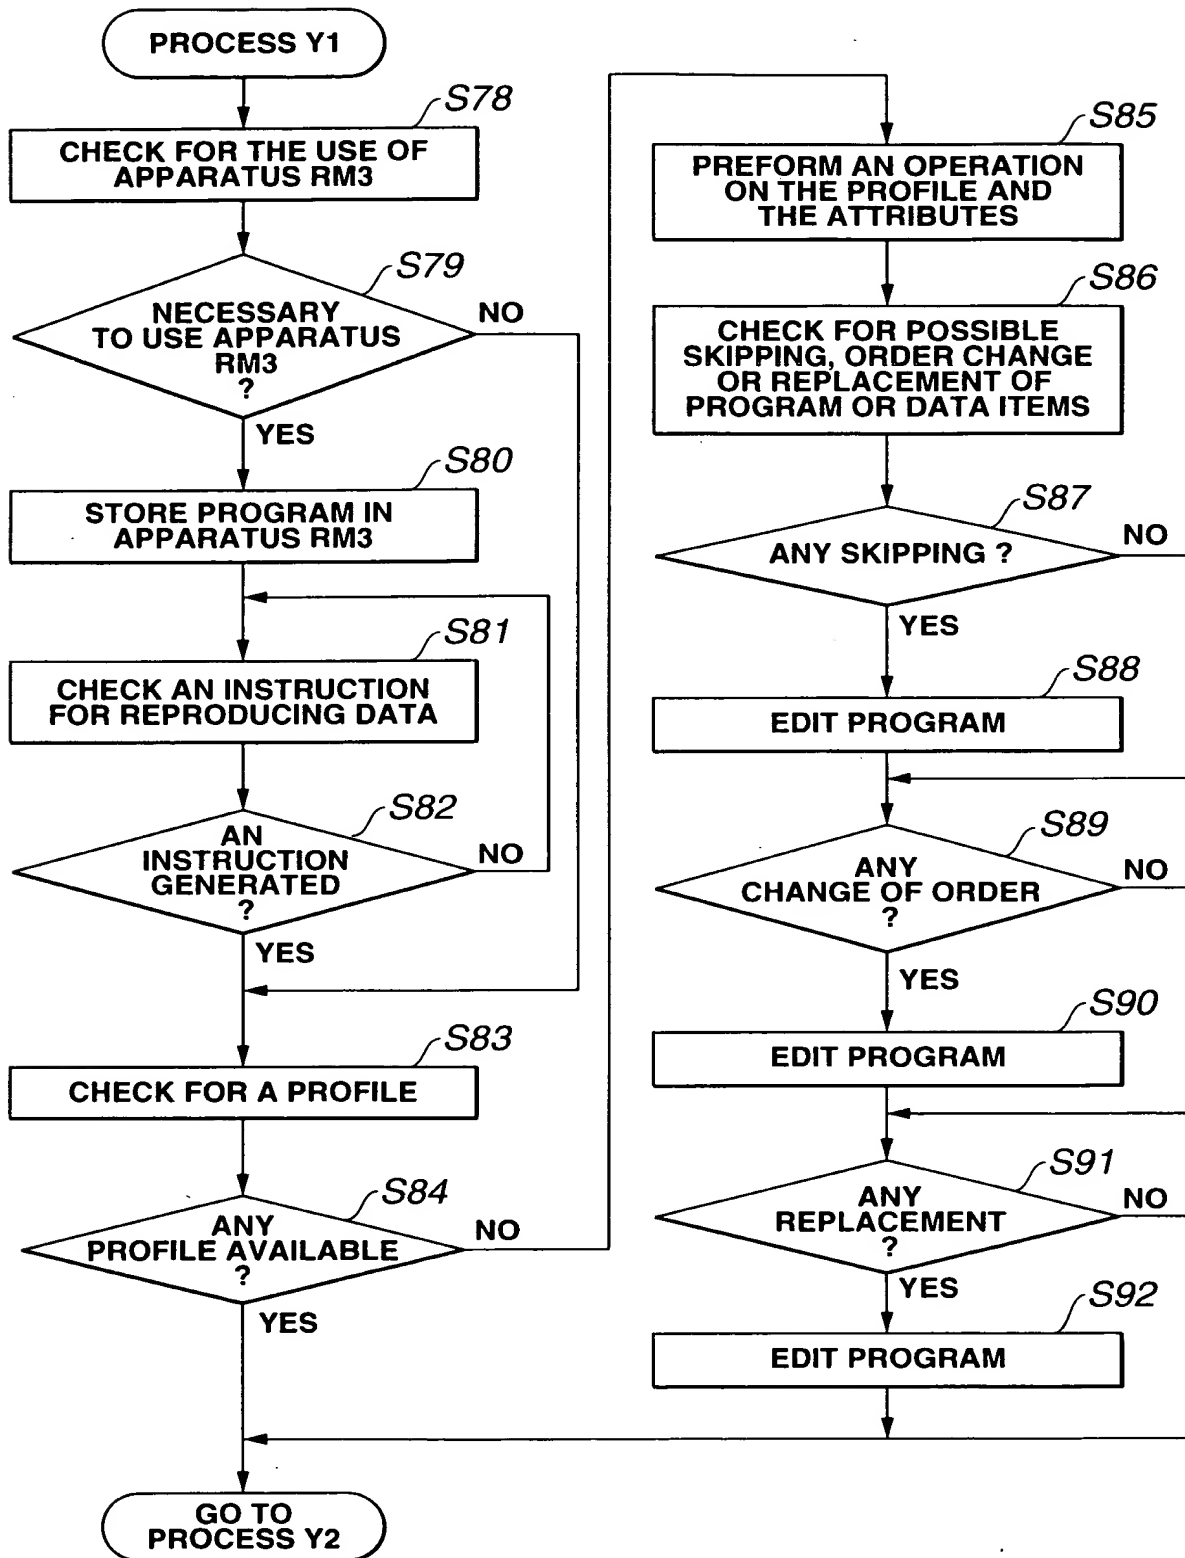 PROCESS Y1
S78
CHECK FOR THE USE OF
APPARATUS RM3
S79
NECESSARY
TO USE APPARATUS
RM3
?
NO
YES
S80
STORE PROGRAM IN
APPARATUS RM3
S81
CHECK AN INSTRUCTION
FOR REPRODUCING DATA
S82
AN
INSTRUCTION
GENERATED
?
NO
YES
S83
CHECK FOR A PROFILE
S84
ANY
PROFILE AVAILABLE
?
NO
YES
GO TO
PROCESS Y2
S85
PREFORM AN OPERATION
ON THE PROFILE AND
THE ATTRIBUTES
S86
CHECK FOR POSSIBLE
SKIPPING, ORDER CHANGE
OR REPLACEMENT OF
PROGRAM OR DATA ITEMS
S87
ANY SKIPPING ?
NO
YES
S88
EDIT PROGRAM
S89
ANY
CHANGE OF ORDER
?
NO
YES
S90
EDIT PROGRAM
S91
ANY
REPLACEMENT
?
NO
YES
S92
EDIT PROGRAM